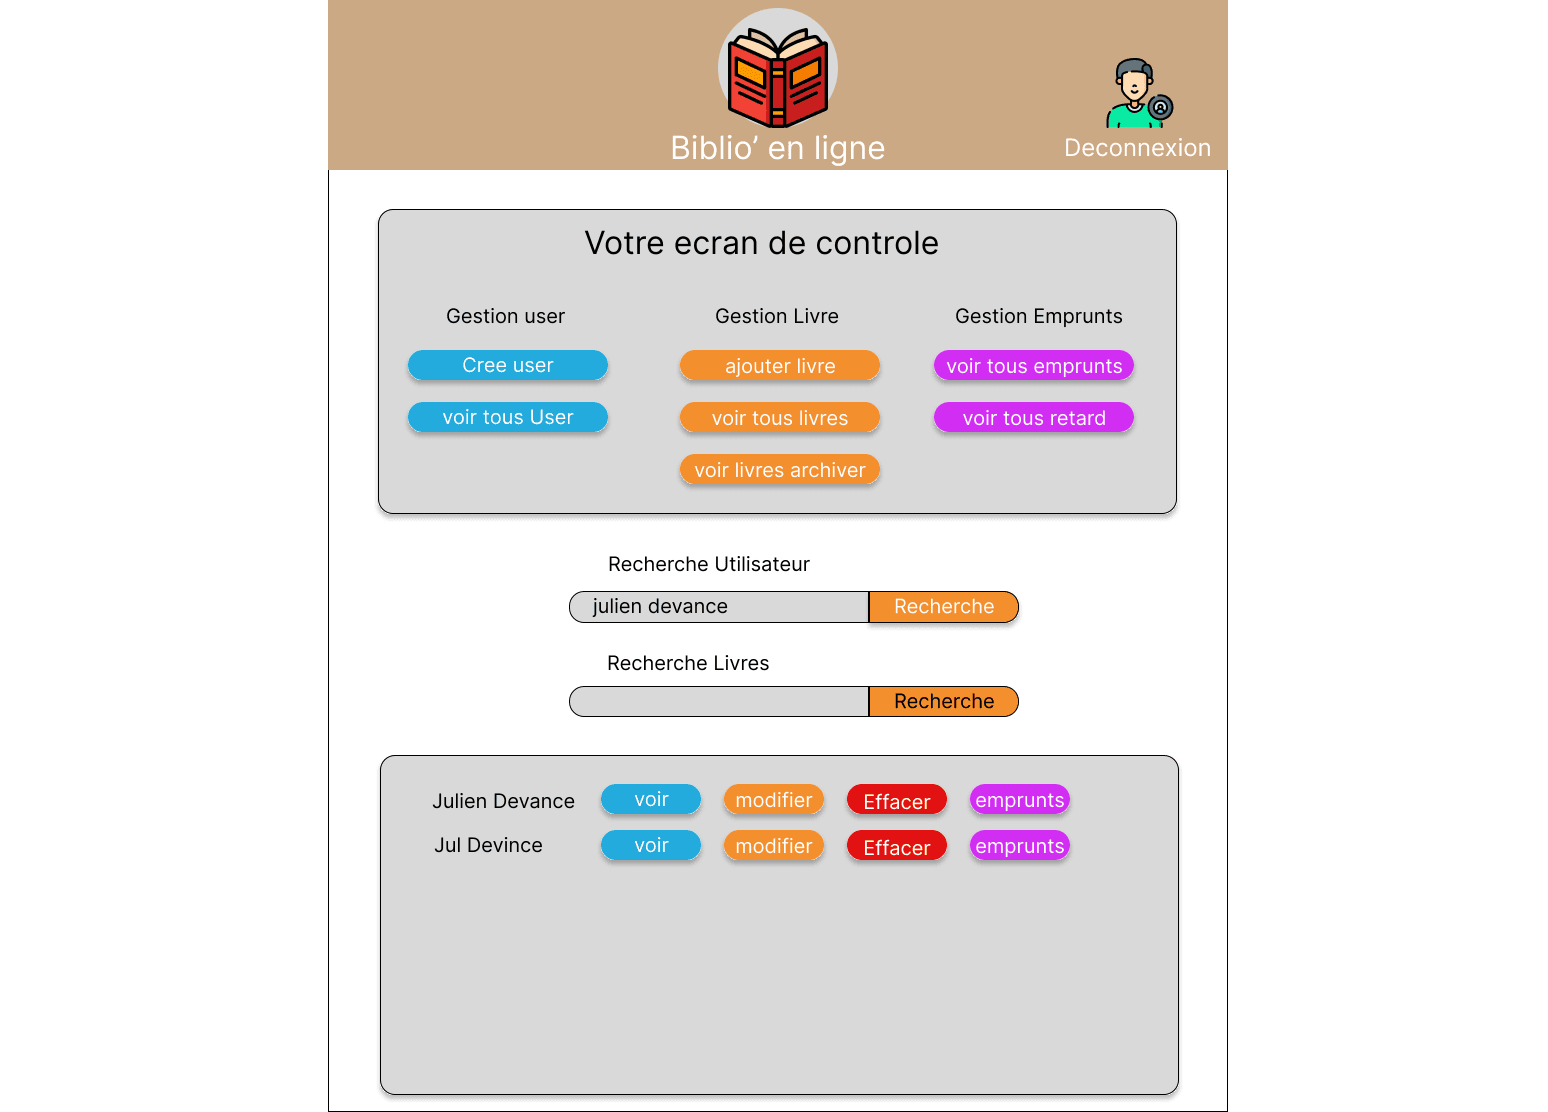 Biblio’ en ligne
Deconnexion
Votre ecran de controle
Gestion user
Gestion Livre
Gestion Emprunts
Cree user
ajouter livre
voir tous emprunts
voir tous User
voir tous livres
voir tous retard
voir livres archiver
Recherche Utilisateur
julien devance
Recherche
Recherche Livres
Recherche
Julien Devance
voir
modifier
Effacer
emprunts
Jul Devince
voir
modifier
Effacer
emprunts